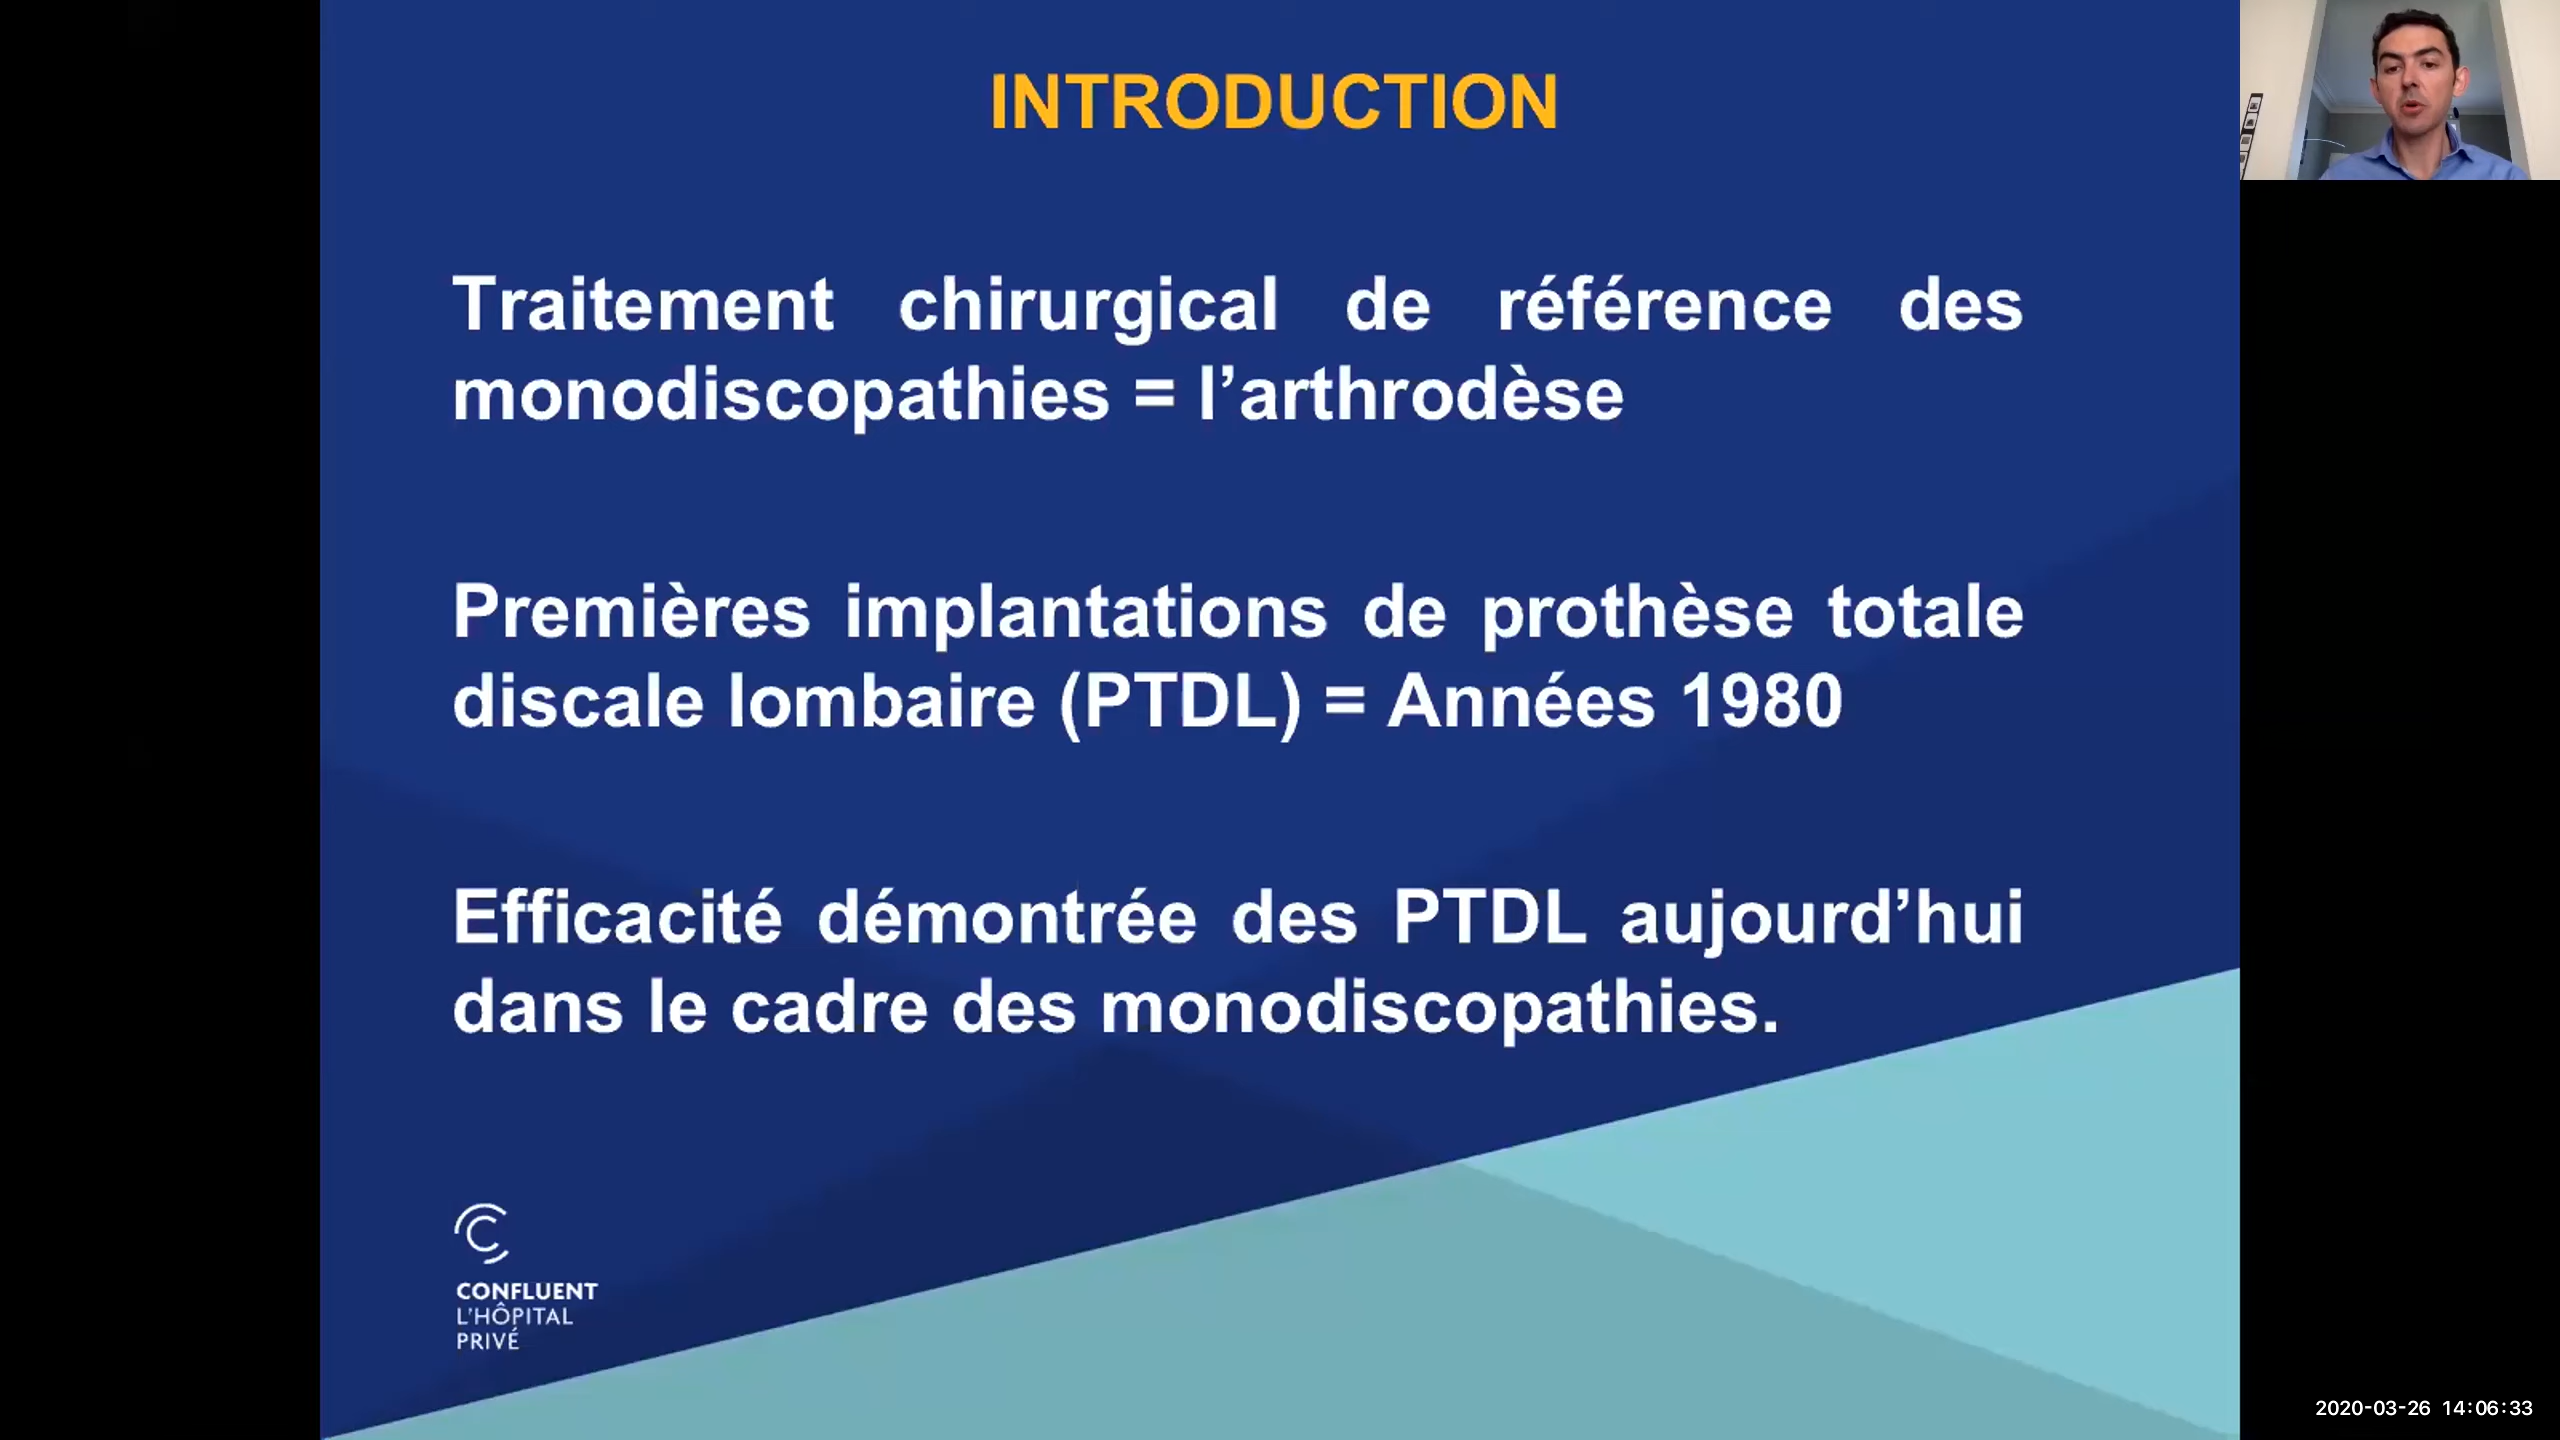 INTRODUCTION
Traitement chirurgical de référence des
monodiscopathies = l’arthrodèse
Premières implantations de prothèse totale
discale lombaire (PTDL) = Années 1980
Efficacité démontrée des PTDL aujourd’hui
dans le cadre des monodiscopathies.
CONFLUENT
L’HÔPITAL
PRIVÉ
2020-03-26 14:06:33